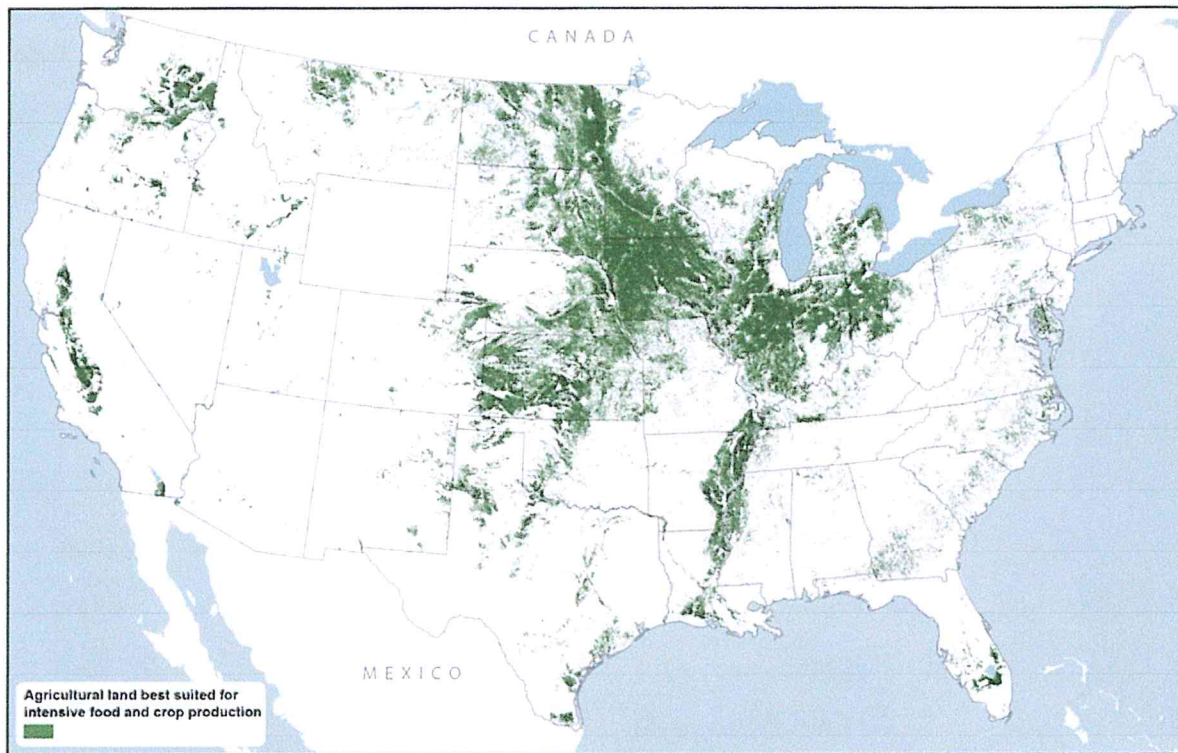 CANADA
MEXICO
Agricultural land best suited for
intensive food and crop production